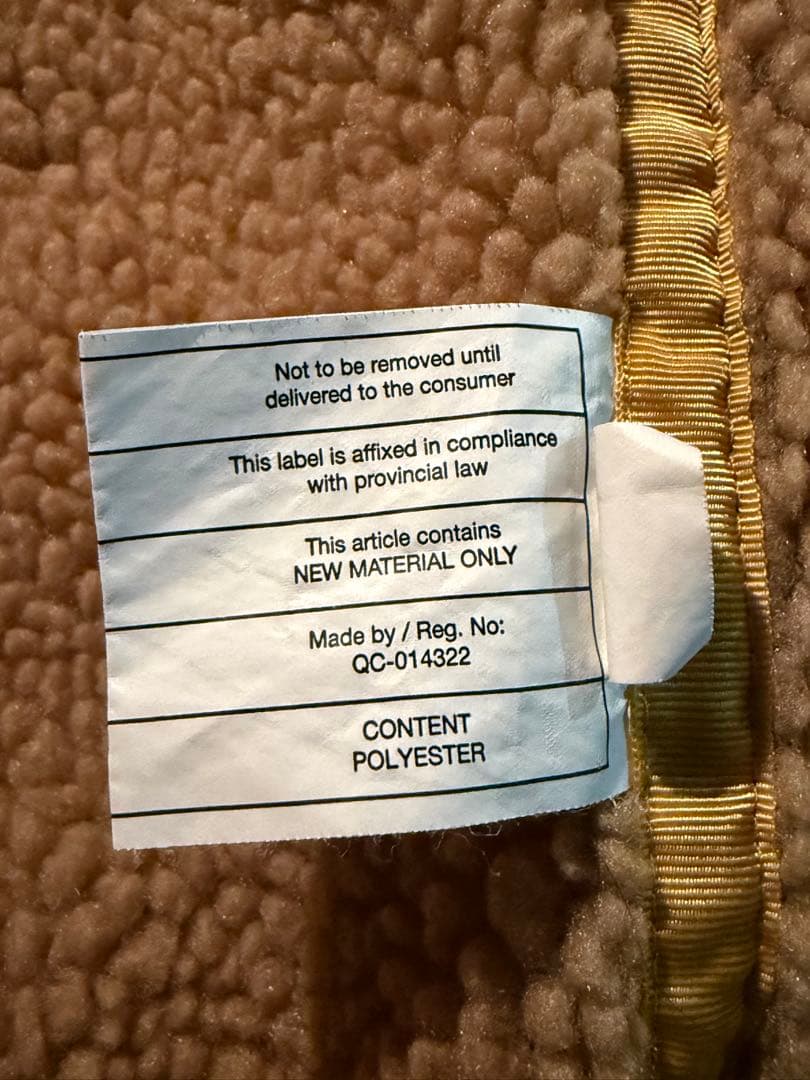 Not to be removed until
delivered to the consumer
This label is affixed in compliance
with provincial law
This article contains
NEW MATERIAL ONLY
Made by / Reg. No:
QC-014322
CONTENT
POLYESTER